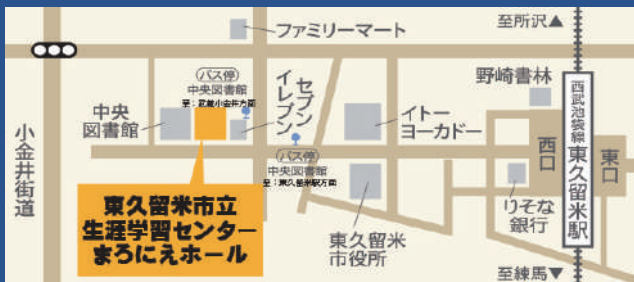 至所沢▲
ファミリーマート
バス停
中央図書館
至:武蔵小金井方面
セブン
イレブン
野崎書林
中央
図書館
イトー
ヨーカドー
小金井街道
西武池袋線
東久留米駅
西口
東口
バス停
中央図書館
至:東久留米駅方面
東久留米市立
生涯学習センター
まろにえホール
東久留米
市役所
りそな
銀行
至練馬▼